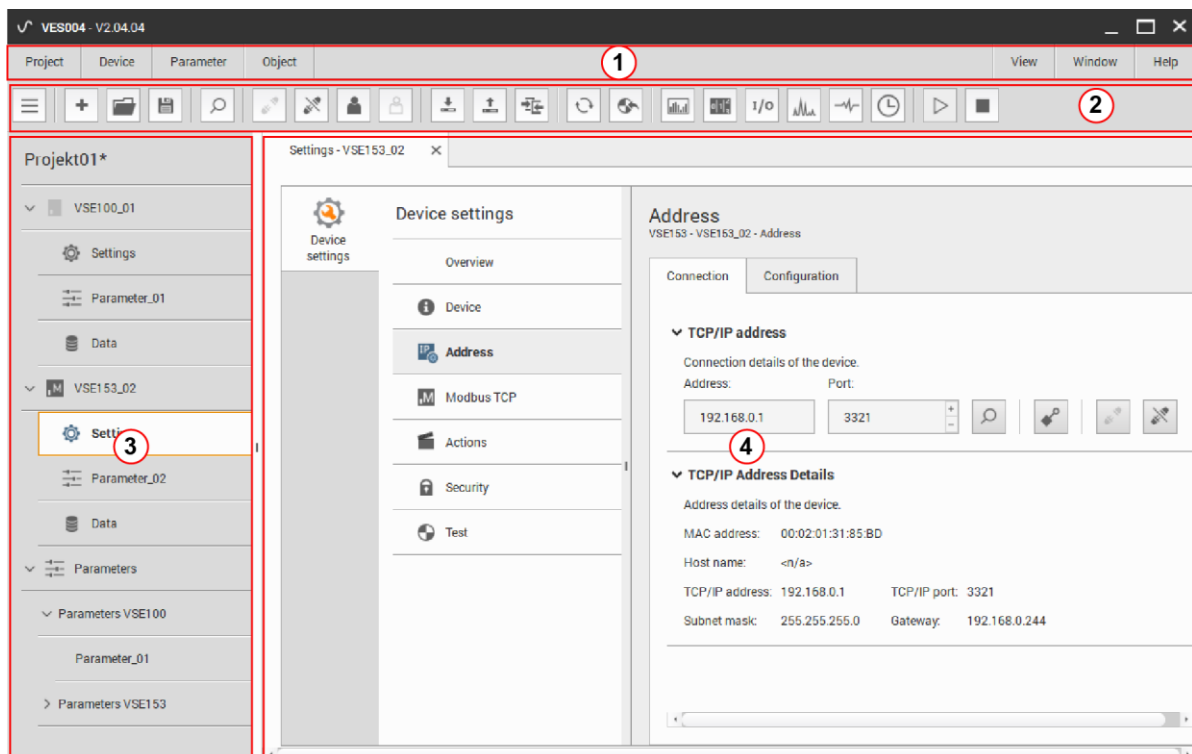 VES004 - V2.04.04
Project Device Parameter Object 1 View Window Help
I/O 2
Projekt01*
VSE100_01
Settings
Parameter_01
Data
VSE153_02
3
Parameter_02
Data
Parameters
Parameters VSE100
Parameter_01
Parameters VSE153
Settings - VSE153_02
Device
settings
Device settings
Overview
Device
Address
Modbus TCP
Actions
Security
Test
Address
VSE153 - VSE153_02 - Address
Connection Configuration
TCP/IP address
Connection details of the device.
Address: Port:
192.168.0.1 3321
4
TCP/IP Address Details
Address details of the device.
MAC address: 00:02:01:31:85:BD
Host name: <n/a>
TCP/IP address: 192.168.0.1 TCP/IP port: 3321
Subnet mask: 255.255.255.0 Gateway: 192.168.0.244